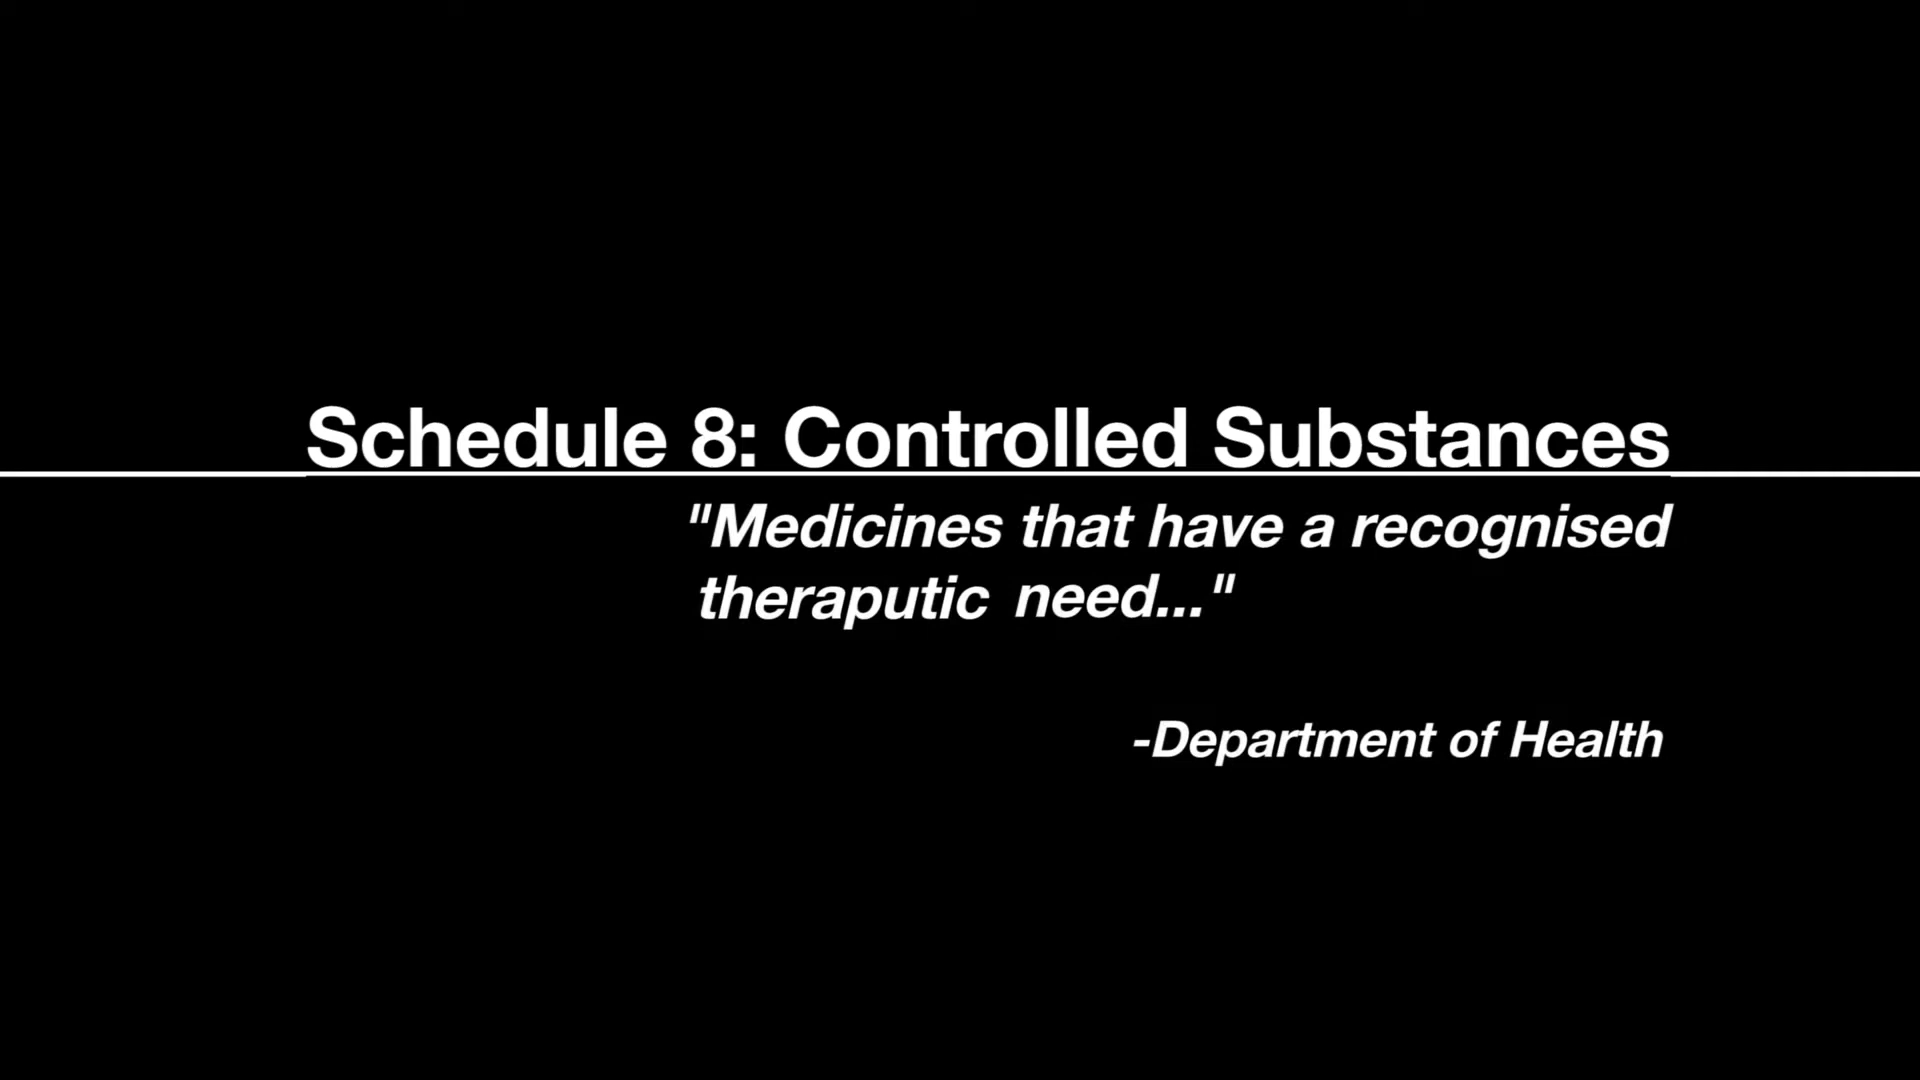 Schedule 8: Controlled Substances
"Medicines that have a recognised
theraputic need..."
-Department of Health